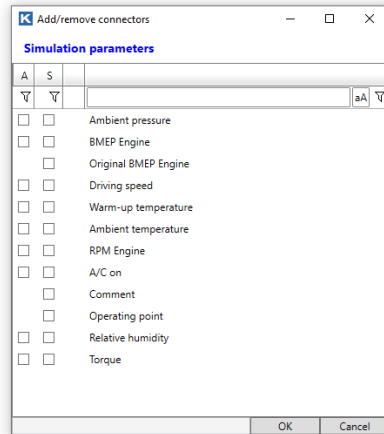 K Add/remove connectors
Simulation parameters
A S
aA
Ambient pressure
BMEP Engine
Original BMEP Engine
Driving speed
Warm-up temperature
Ambient temperature
RPM Engine
A/C on
Comment
Operating point
Relative humidity
Torque
OK Cancel